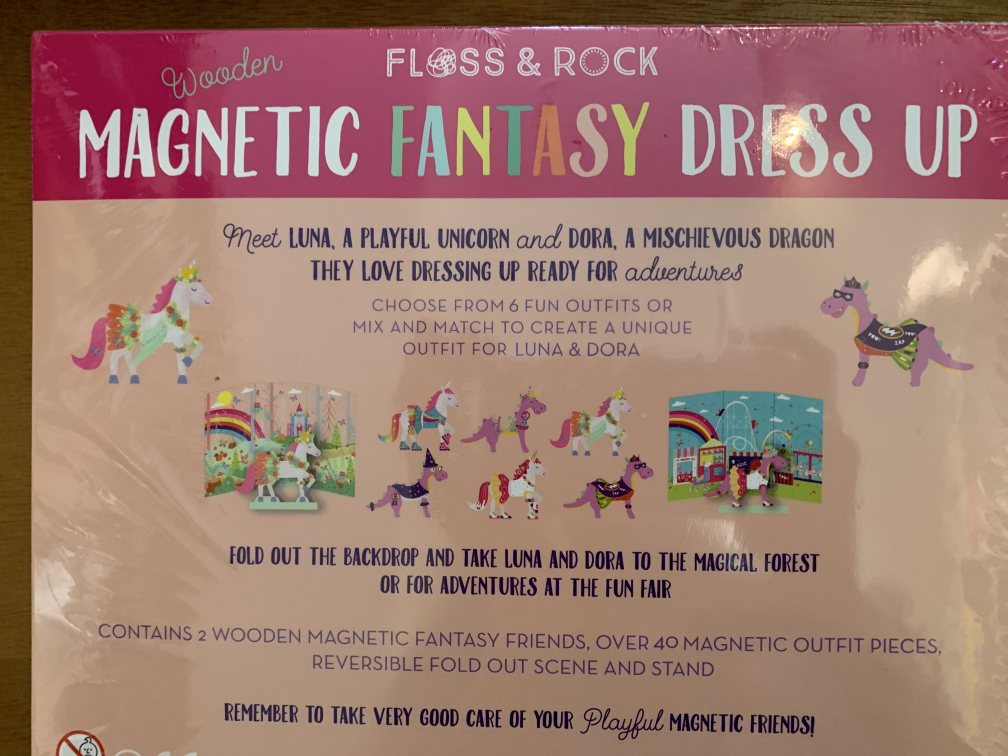 Wooden
FLOSS & ROCK
MAGNETIC FANTASY DRESS UP
Meet LUNA, A PLAYFUL UNICORN and DORA, A MISCHIEVOUS DRAGON
THEY LOVE DRESSING UP READY FOR adventures
CHOOSE FROM 6 FUN OUTFITS OR
MIX AND MATCH TO CREATE A UNIQUE
OUTFIT FOR LUNA & DORA
POW!
ZAP
FOLD OUT THE BACKDROP AND TAKE LUNA AND DORA TO THE MAGICAL FOREST
OR FOR ADVENTURES AT THE FUN FAIR
CONTAINS 2 WOODEN MAGNETIC FANTASY FRIENDS, OVER 40 MAGNETIC OUTFIT PIECES,
REVERSIBLE FOLD OUT SCENE AND STAND
REMEMBER TO TAKE VERY GOOD CARE OF YOUR Playful MAGNETIC FRIENDS!